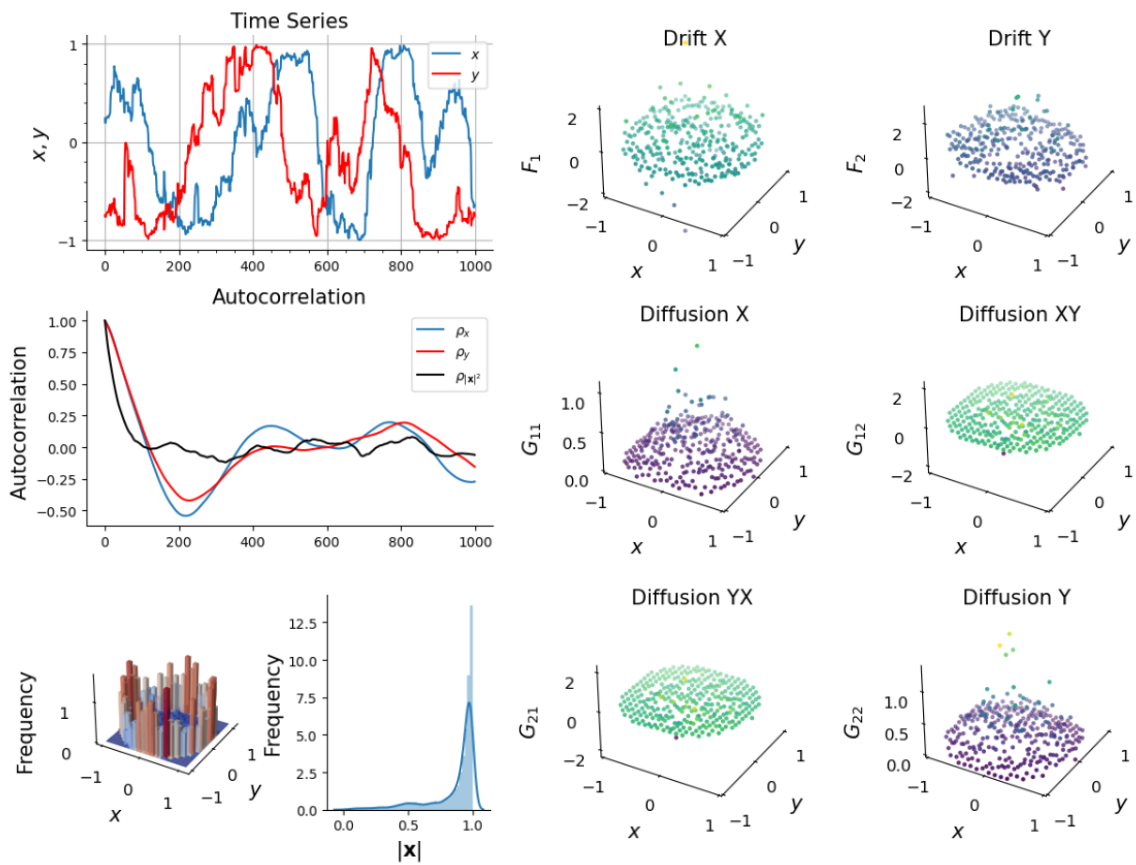 Time Series
x, y
1
0
−1
x
y
0 200 400 600 800 1000
Autocorrelation
Autocorrelation
1.00
0.75
0.50
0.25
0.00
−0.25
−0.50
ρx
ρy
ρ|x|²
0 200 400 600 800 1000
Frequency
1
0
−1
0
1
x
−1
0
1
y
Frequency
12.5
10.0
7.5
5.0
2.5
0.0
0.0 0.5 1.0
|x|
Drift X
F1
2
0
−2
−1
0
1
x
−1
0
1
y
Drift Y
F2
2
0
−2
−1
0
1
x
−1
0
1
y
Diffusion X
G11
1.0
0.5
0.0
−1
0
1
x
−1
0
1
y
Diffusion XY
G12
2
0
−2
−1
0
1
x
−1
0
1
y
Diffusion YX
G21
2
0
−2
−1
0
1
x
−1
0
1
y
Diffusion Y
G22
1.0
0.5
0.0
−1
0
1
x
−1
0
1
y